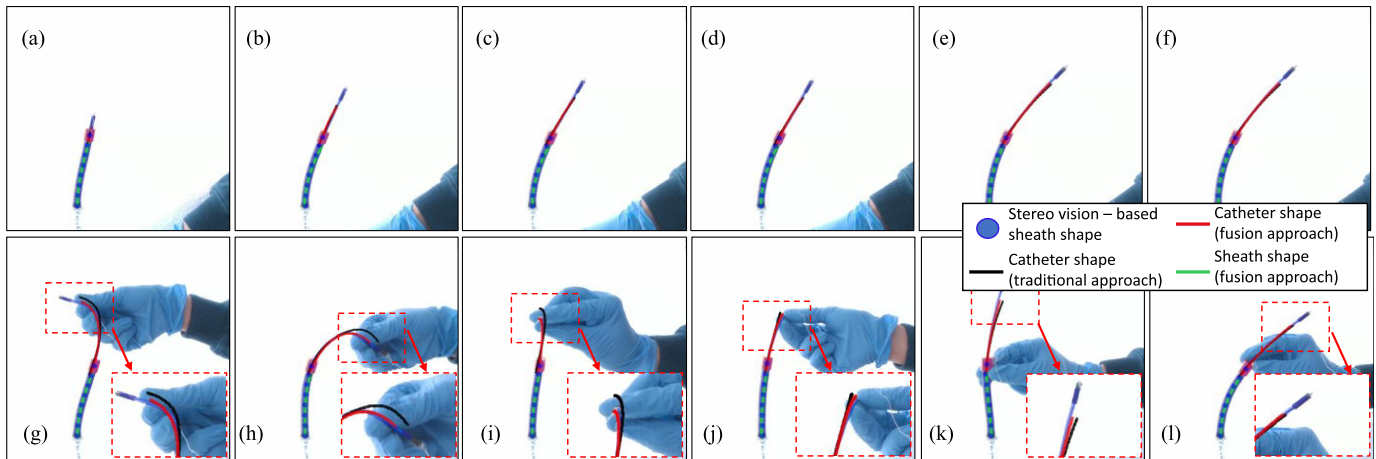 (a)
(b)
(c)
(d)
(e)
(f)
Stereo vision – based
sheath shape
Catheter shape
(fusion approach)
Catheter shape
(traditional approach)
Sheath shape
(fusion approach)
(g)
(h)
(i)
(j)
(k)
(l)